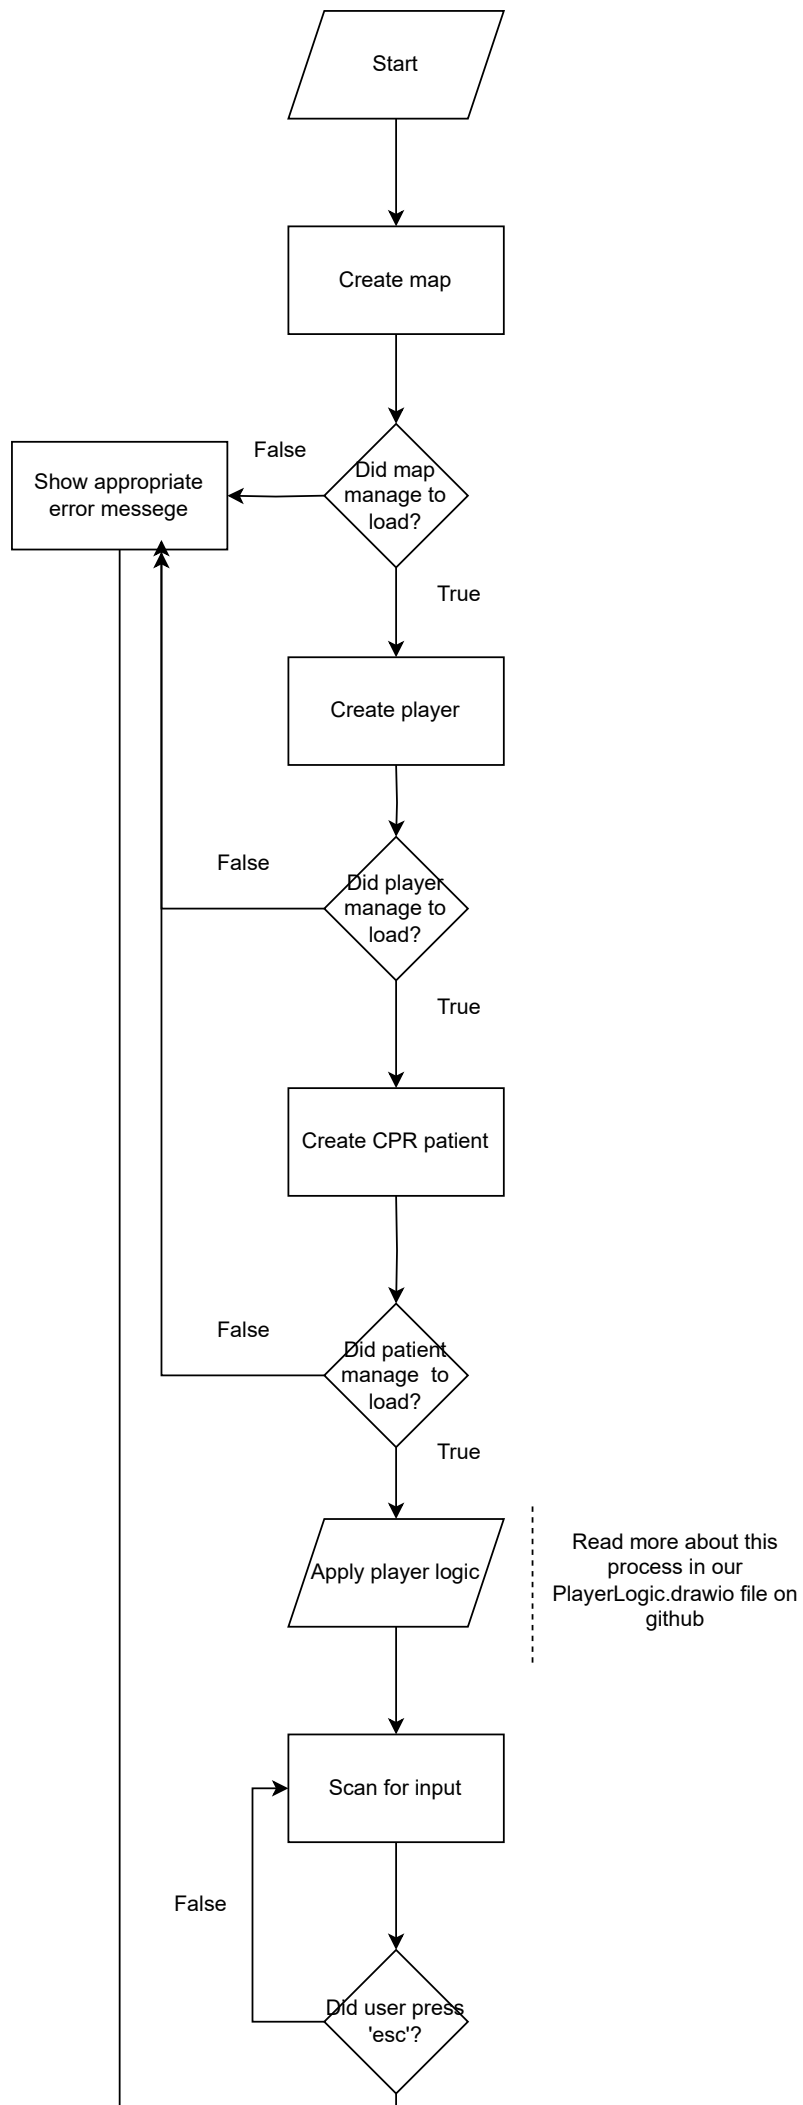 Start
Create map
False
Did map
manage to
load?
Show appropriate
error messege
True
Create player
False
Did player
manage to
load?
True
Create CPR patient
False
Did patient
manage  to
load?
True
Apply player logic
Read more about this
process in our
PlayerLogic.drawio file on
github
Scan for input
False
Did user press
'esc'?